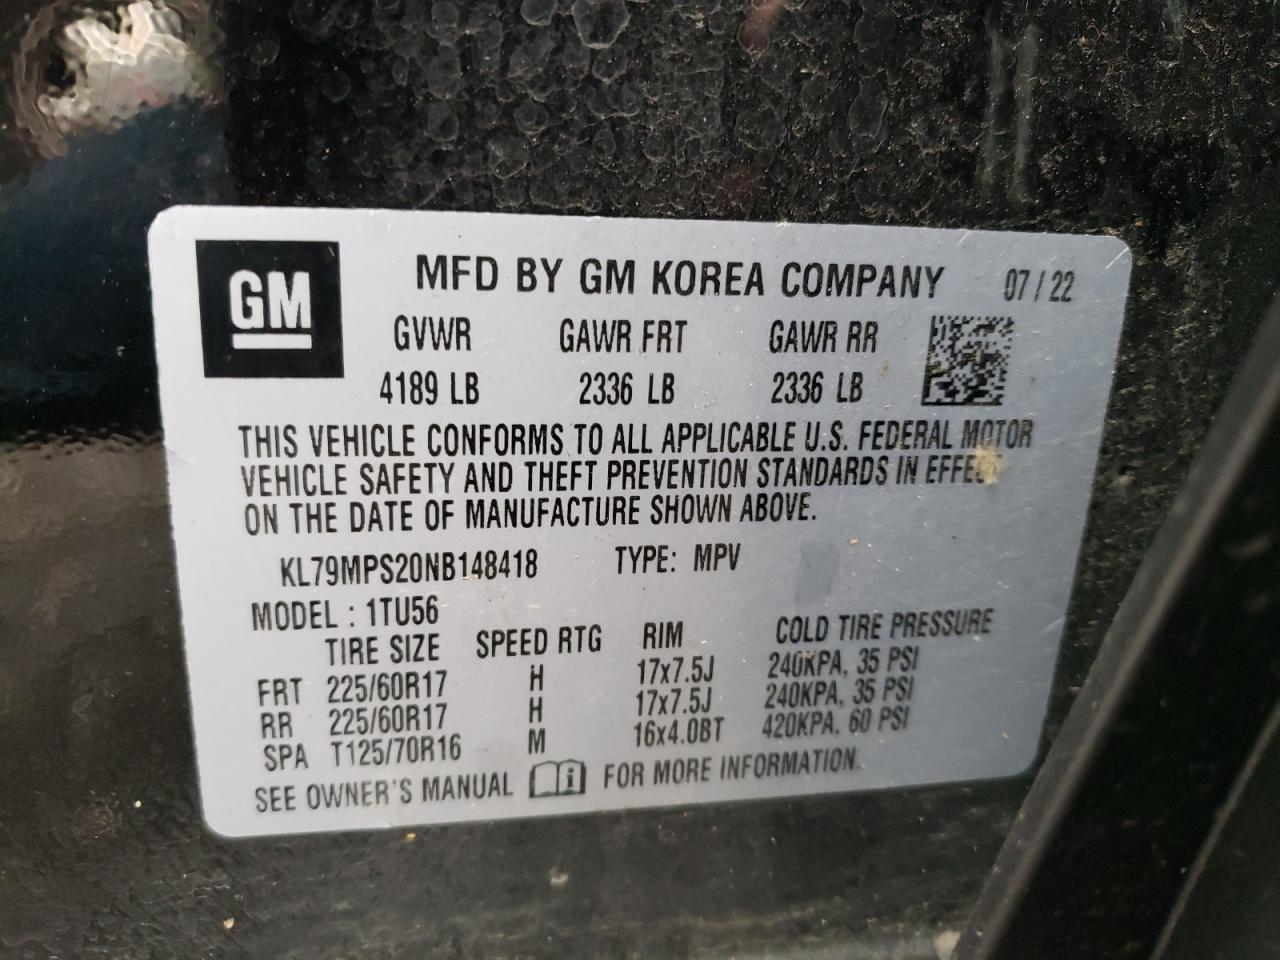 GM
MFD BY GM KOREA COMPANY 07 / 22
GVWR GAWR FRT GAWR RR
4189 LB 2336 LB 2336 LB
THIS VEHICLE CONFORMS TO ALL APPLICABLE U.S. FEDERAL MOTOR
VEHICLE SAFETY AND THEFT PREVENTION STANDARDS IN EFFECT
ON THE DATE OF MANUFACTURE SHOWN ABOVE.
KL79MPS20NB148418 TYPE: MPV
MODEL : 1TU56
TIRE SIZE SPEED RTG RIM COLD TIRE PRESSURE
FRT 225/60R17 H 17x7.5J 240KPA, 35 PSI
RR 225/60R17 H 17x7.5J 240KPA, 35 PSI
SPA T125/70R16 M 16x4.0BT 420KPA, 60 PSI
SEE OWNER'S MANUAL i FOR MORE INFORMATION.